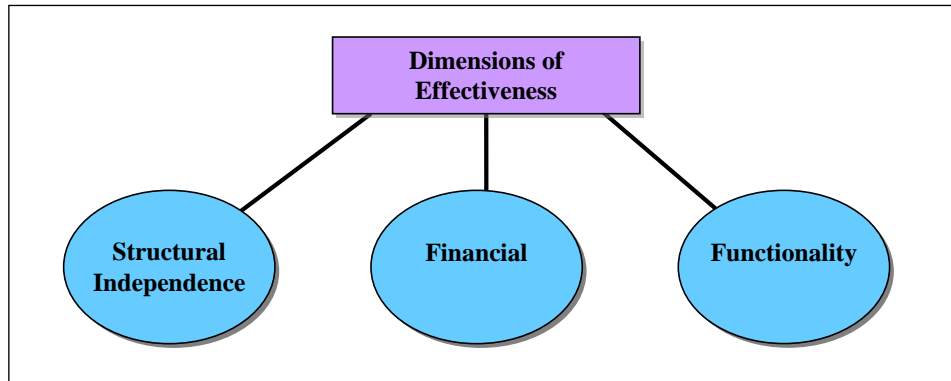 Dimensions of
Effectiveness
Structural
Independence
Financial
Functionality